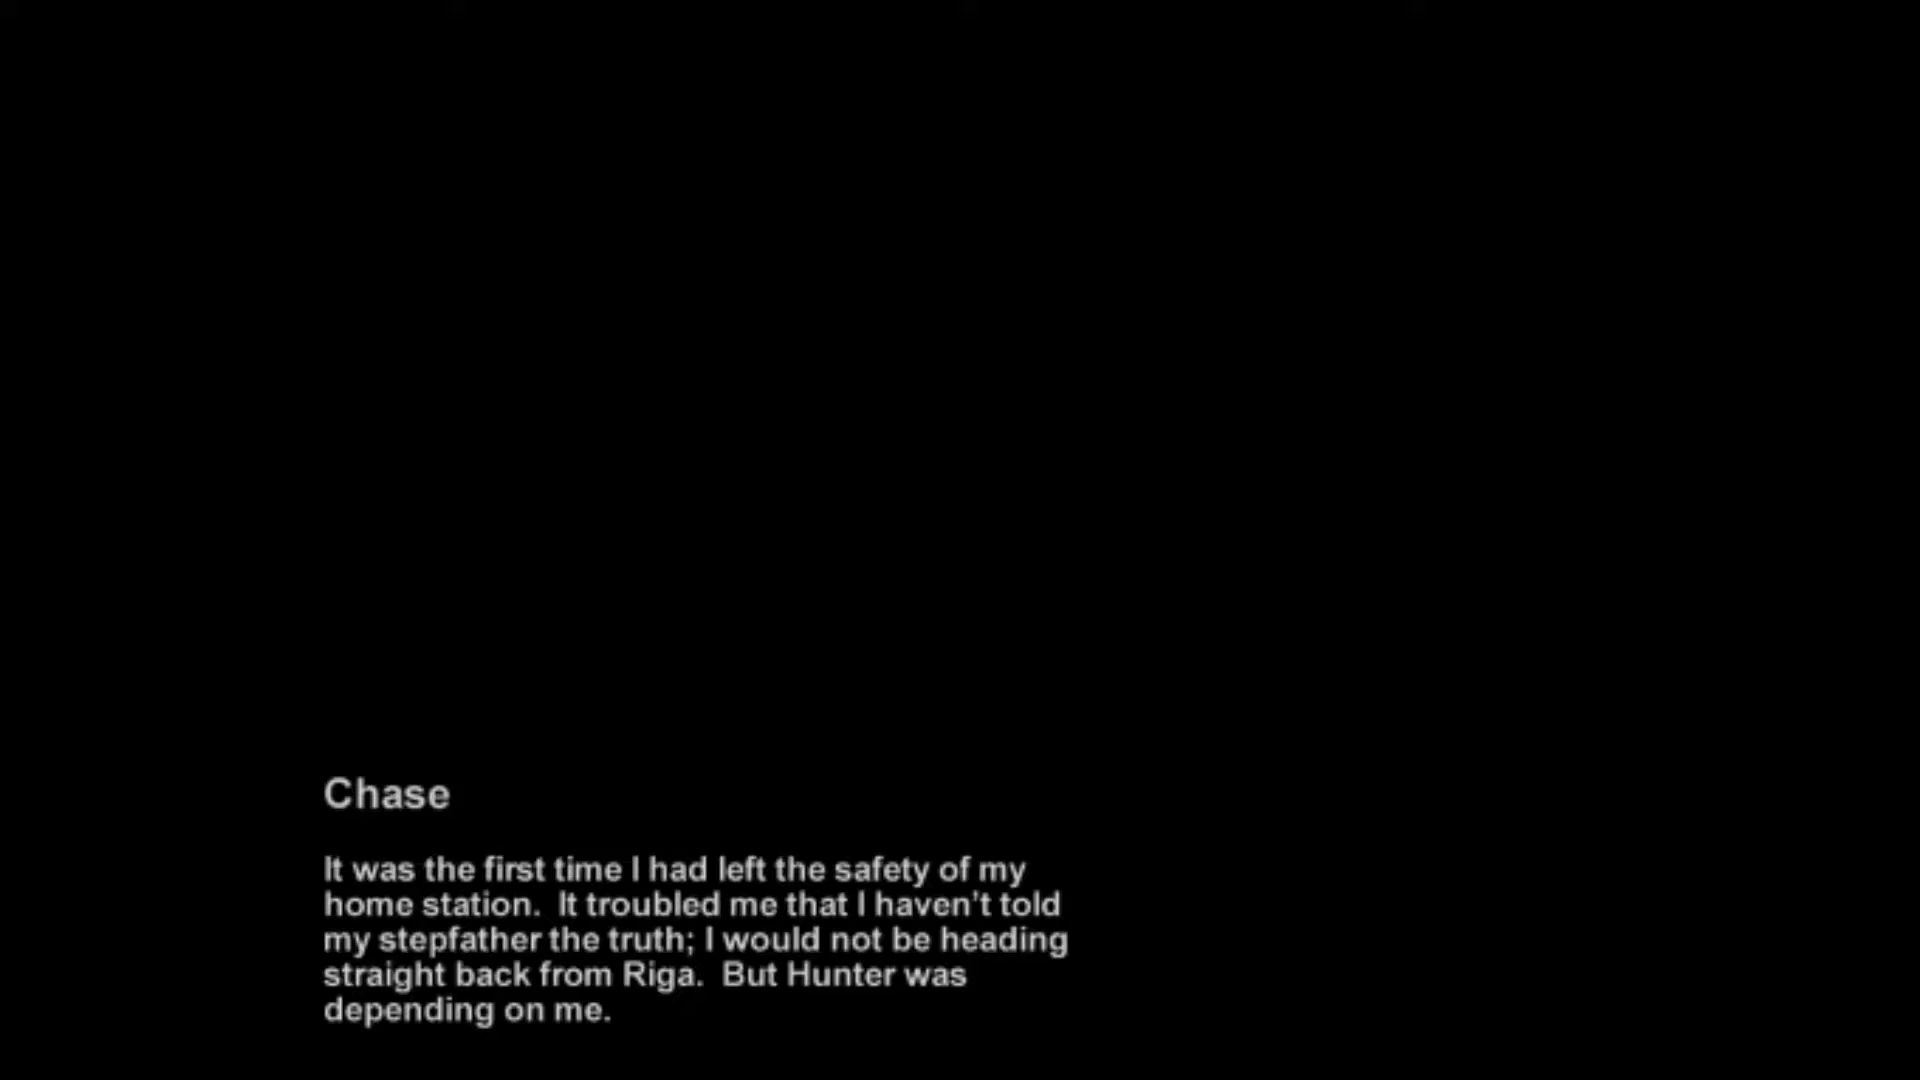 Chase
It was the first time I had left the safety of my
home station.  It troubled me that I haven't told
my stepfather the truth; I would not be heading
straight back from Riga.  But Hunter was
depending on me.